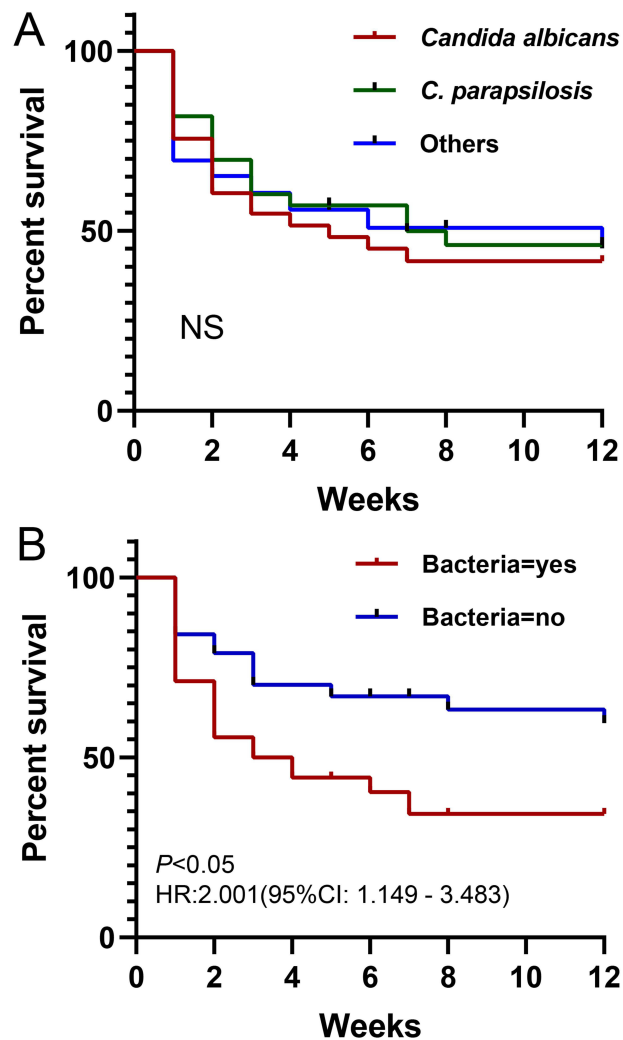 A
Percent survival
100
50
0
0 2 4 6 8 10 12
Weeks
Candida albicans
C. parapsilosis
Others
NS
B
Percent survival
100
50
0
0 2 4 6 8 10 12
Weeks
Bacteria=yes
Bacteria=no
P<0.05
HR:2.001(95%CI: 1.149 - 3.483)